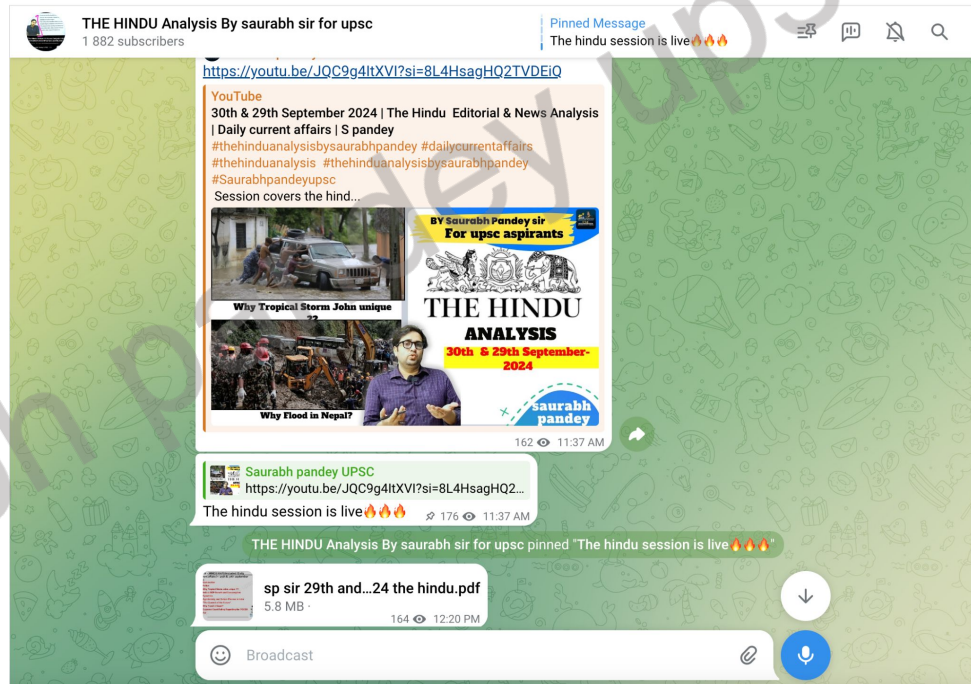 THE HINDU Analysis By saurabh sir for upsc
1 882 subscribers
Pinned Message
The hindu session is live🔥🔥🔥
https://youtu.be/JQC9g4ltXVI?si=8L4HsagHQ2TVDEiQ
YouTube
30th & 29th September 2024 | The Hindu Editorial & News Analysis
| Daily current affairs | S pandey
#thehinduanalysisbysaurabhpandey #dailycurrentaffairs
#thehinduanalysis #thehinduanalysisbysaurabhpandey
#Saurabhpandeyupsc
Session covers the hind...
Why Tropical Storm John unique
??
Why Flood in Nepal?
BY Saurabh Pandey sir
For upsc aspirants
THE HINDU
ANALYSIS
30th & 29th September-
2024
saurabh
pandey
162 11:37 AM
Saurabh pandey UPSC
https://youtu.be/JQC9g4ltXVI?si=8L4HsagHQ2...
The hindu session is live🔥🔥🔥
176 11:37 AM
THE HINDU Analysis By saurabh sir for upsc pinned "The hindu session is live🔥🔥🔥"
sp sir 29th and...24 the hindu.pdf
5.8 MB ·
164 12:20 PM
Broadcast
h pandey ups